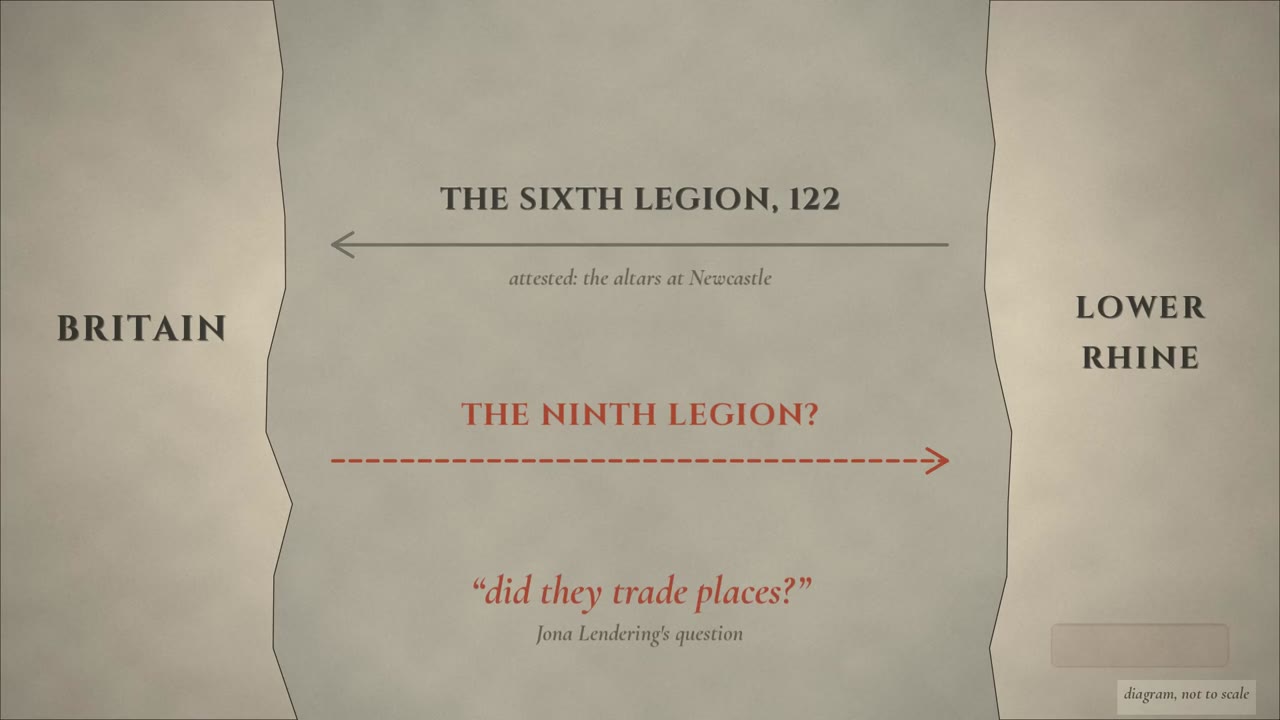 THE SIXTH LEGION, 122
attested: the altars at Newcastle
BRITAIN
LOWER
RHINE
THE NINTH LEGION?
“did they trade places?”
Jona Lendering's question
diagram, not to scale